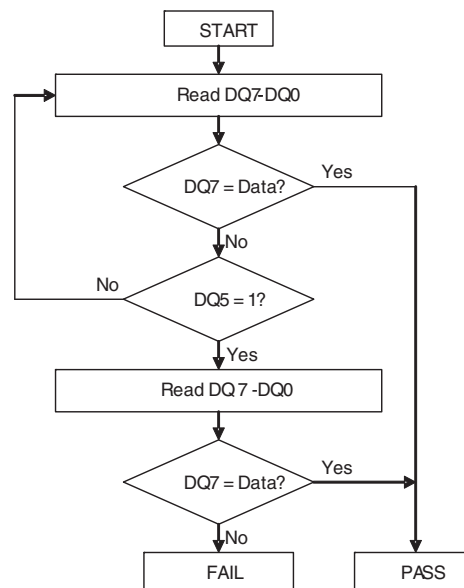 START
Read DQ7-DQ0
DQ7 = Data?
Yes
No
No
DQ5 = 1?
Yes
Read DQ 7 -DQ0
DQ7 = Data?
Yes
No
FAIL
PASS